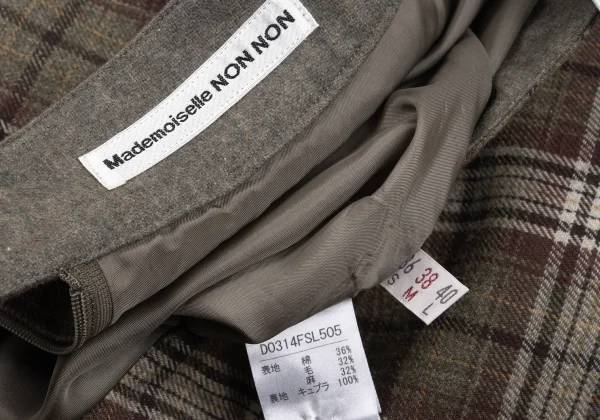 Mademoiselle NON NON
36 38 40
S M L
D0314FSL505
表地 綿 36%
毛 32%
麻 32%
裏地 キュプラ 100%